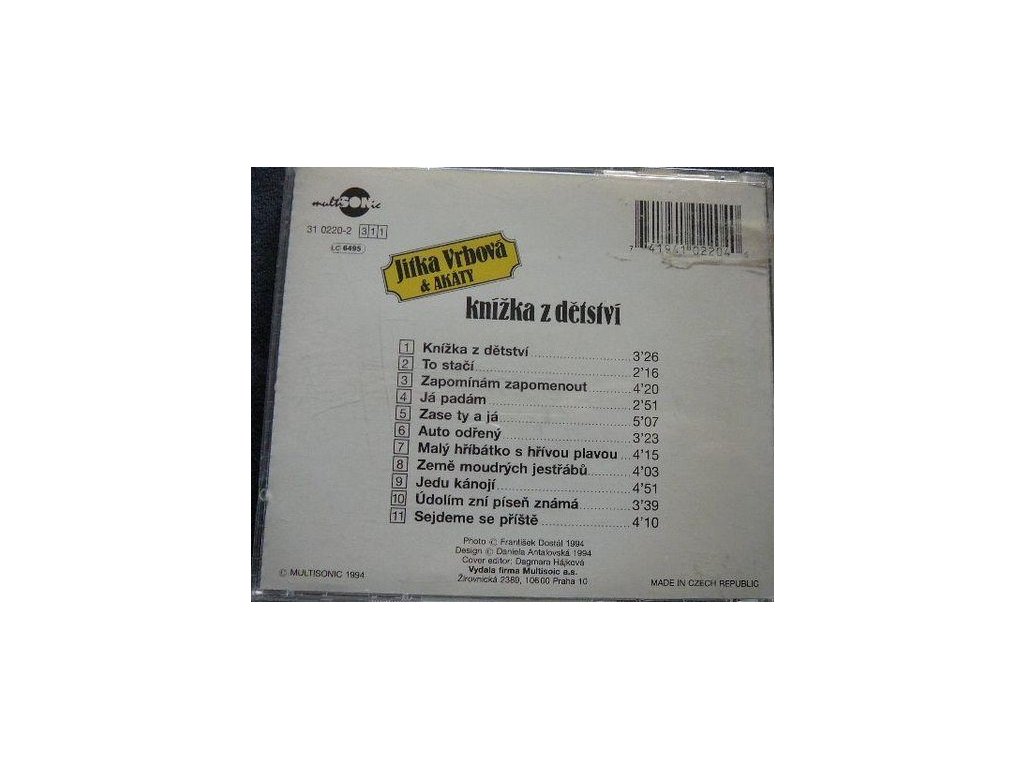 multiSONic
31 0220-2 311
LC 6495
7 41941 02204
Jitka Vrbová
& AKÁTY
knížka z dětství
1 Knížka z dětství 3'26
2 To stačí 2'16
3 Zapomínám zapomenout 4'20
4 Já padám 2'51
5 Zase ty a já 5'07
6 Auto odřený 3'23
7 Malý hříbátko s hřívou plavou 4'15
8 Země moudrých jestřábů 4'03
9 Jedu kánojí 4'51
10 Údolím zní píseň známá 3'39
11 Sejdeme se příště 4'10
Photo © František Dostál 1994
Design © Daniela Antalovská 1994
Cover editor: Dagmara Hájková
Vydala firma Multisoic a.s.
Žirovnická 2389, 106 00 Praha 10
© MULTISONIC 1994
MADE IN CZECH REPUBLIC